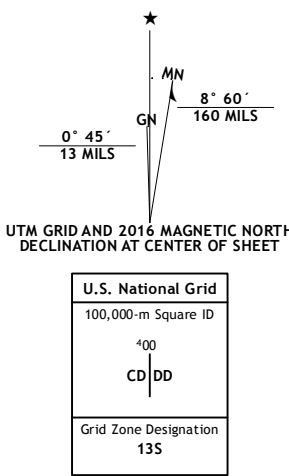 ★
MN
GN
8° 60´
160 MILS
0° 45´
13 MILS
UTM GRID AND 2016 MAGNETIC NORTH
DECLINATION AT CENTER OF SHEET
U.S. National Grid
100,000-m Square ID
⁴00
CD DD
Grid Zone Designation
13S